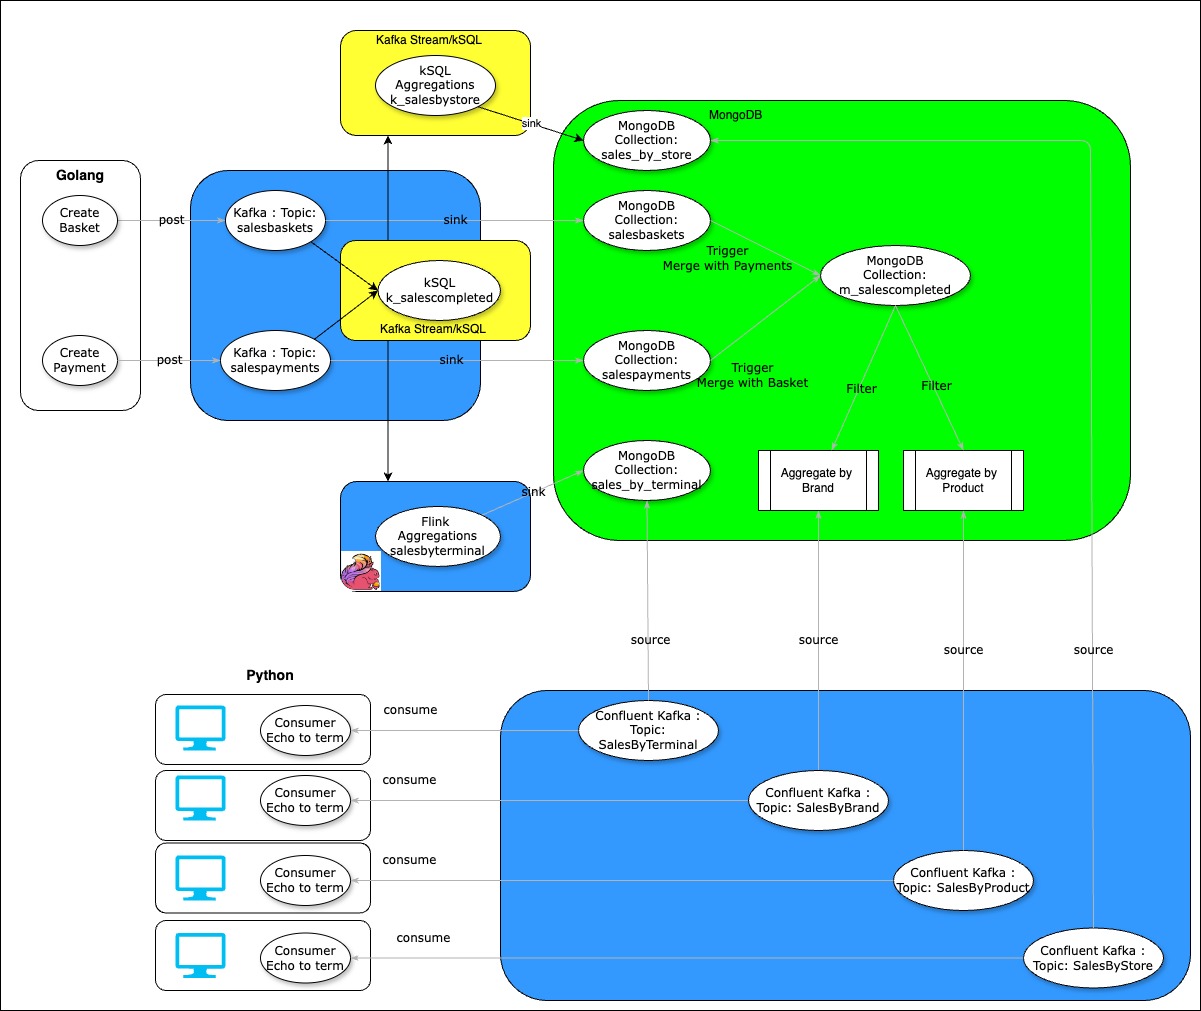 Kafka Stream/kSQL
kSQL
Aggregations
k_salesbystore
sink
MongoDB
MongoDB
Collection:
sales_by_store
Golang
Create
Basket
post
Kafka : Topic:
salesbaskets
sink
MongoDB
Collection:
salesbaskets
Trigger
Merge with Payments
MongoDB
Collection:
m_salescompleted
kSQL
k_salescompleted
Kafka Stream/kSQL
Create
Payment
post
Kafka : Topic:
salespayments
sink
MongoDB
Collection:
salespayments
Trigger
Merge with Basket
Filter
Filter
MongoDB
Collection:
sales_by_terminal
Aggregate by
Brand
Aggregate by
Product
sink
Flink
Aggregations
salesbyterminal
source
source
source
source
Python
Consumer
Echo to term
consume
Confluent Kafka :
Topic:
SalesByTerminal
Consumer
Echo to term
consume
Confluent Kafka :
Topic: SalesByBrand
Consumer
Echo to term
consume
Confluent Kafka :
Topic: SalesByProduct
Consumer
Echo to term
consume
Confluent Kafka :
Topic: SalesByStore